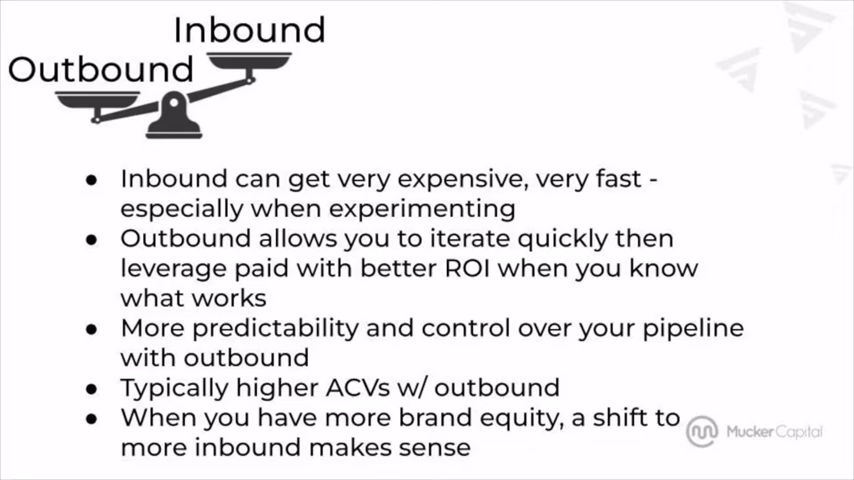 Inbound
Outbound
● Inbound can get very expensive, very fast -
especially when experimenting
● Outbound allows you to iterate quickly then
leverage paid with better ROI when you know
what works
● More predictability and control over your pipeline
with outbound
● Typically higher ACVs w/ outbound
● When you have more brand equity, a shift to
more inbound makes sense
MuckerCapital